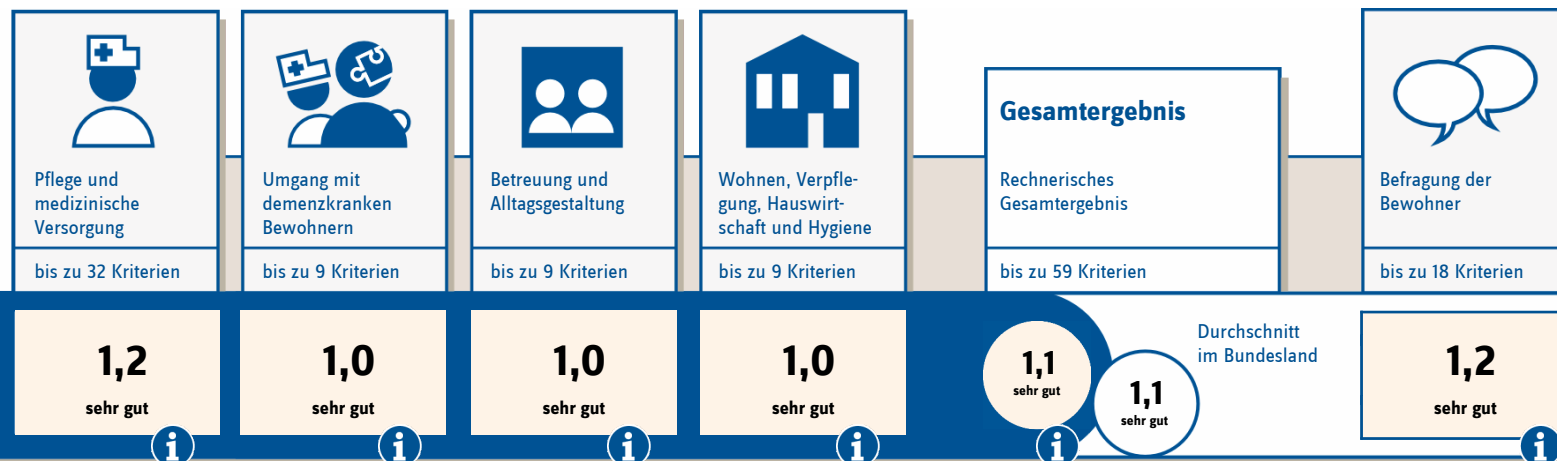 Pflege und
medizinische
Versorgung
bis zu 32 Kriterien
1,2
sehr gut
i
Umgang mit
demenzkranken
Bewohnern
bis zu 9 Kriterien
1,0
sehr gut
i
Betreuung und
Alltagsgestaltung
bis zu 9 Kriterien
1,0
sehr gut
i
Wohnen, Verpfle-
gung, Hauswirt-
schaft und Hygiene
bis zu 9 Kriterien
1,0
sehr gut
i
Gesamtergebnis
Rechnerisches
Gesamtergebnis
bis zu 59 Kriterien
1,1
sehr gut
i
Durchschnitt
im Bundesland
1,1
sehr gut
Befragung der
Bewohner
bis zu 18 Kriterien
1,2
sehr gut
i